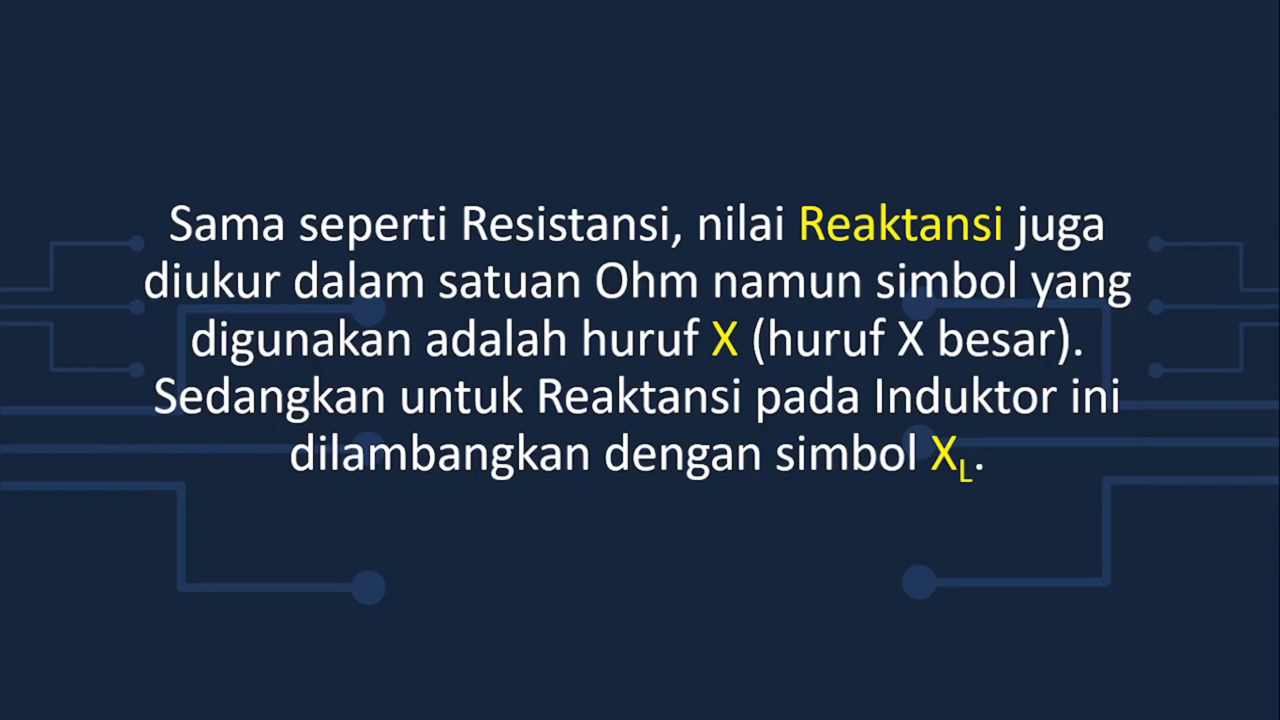 Sama seperti Resistansi, nilai Reaktansi juga
diukur dalam satuan Ohm namun simbol yang
digunakan adalah huruf X (huruf X besar).
Sedangkan untuk Reaktansi pada Induktor ini
dilambangkan dengan simbol X_L.